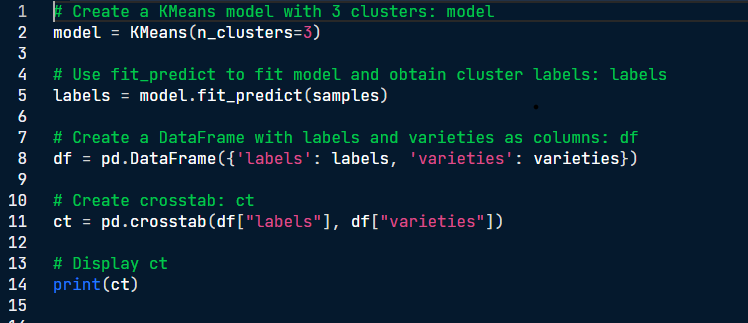 1 # Create a KMeans model with 3 clusters: model
2 model = KMeans(n_clusters=3)
3
4 # Use fit_predict to fit model and obtain cluster labels: labels
5 labels = model.fit_predict(samples)
6
7 # Create a DataFrame with labels and varieties as columns: df
8 df = pd.DataFrame({'labels': labels, 'varieties': varieties})
9
10 # Create crosstab: ct
11 ct = pd.crosstab(df["labels"], df["varieties"])
12
13 # Display ct
14 print(ct)
15